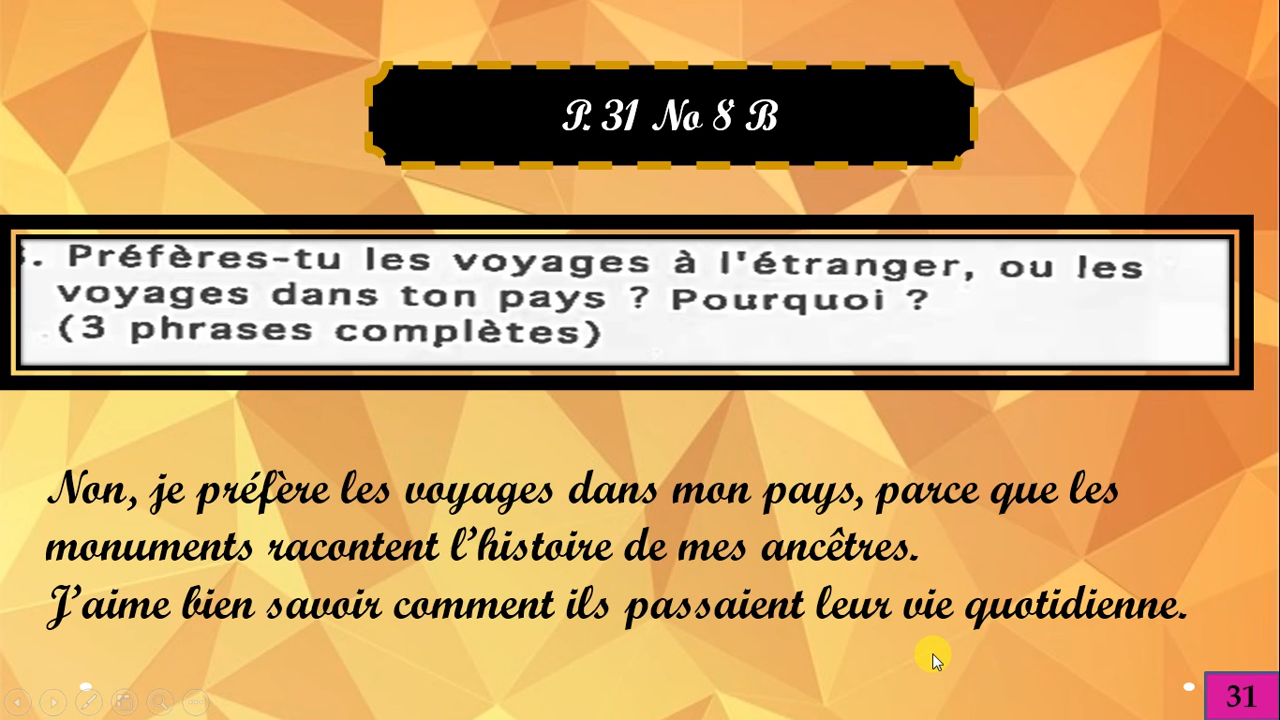 P. 31 No 8 B
. Préfères-tu les voyages à l'étranger, ou les
voyages dans ton pays ? Pourquoi ?
(3 phrases complètes)
Non, je préfère les voyages dans mon pays, parce que les
monuments racontent l’histoire de mes ancêtres.
J’aime bien savoir comment ils passaient leur vie quotidienne.
31